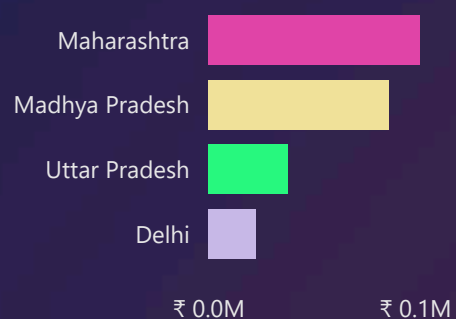 Maharashtra
Madhya Pradesh
Uttar Pradesh
Delhi
₹ 0.0M ₹ 0.1M